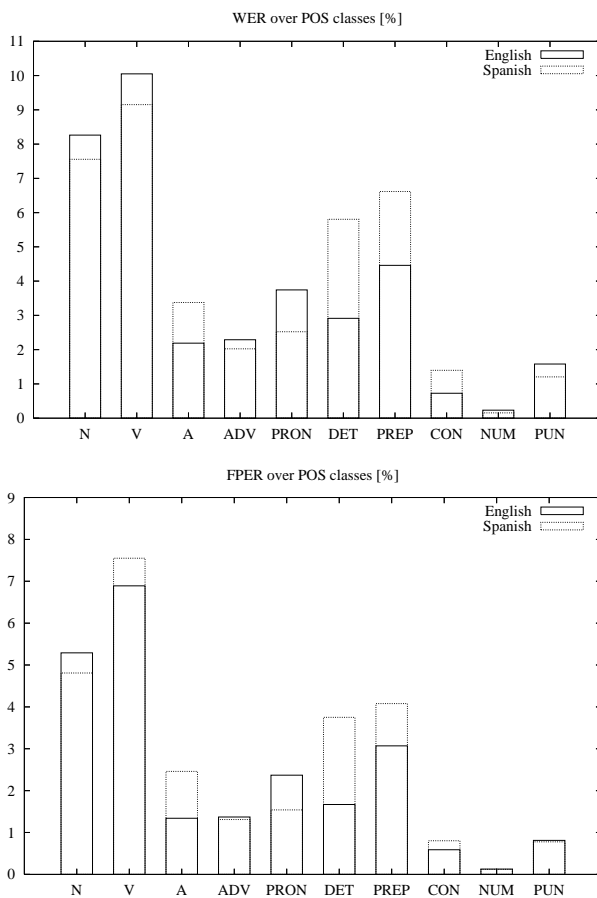 WER over POS classes [%]
11
English
10
Spanish
9
8
7
6
5
4
3
2
1
0
N V A ADV PRON DET PREP CON NUM PUN
FPER over POS classes [%]
9
English
Spanish
8
7
6
5
4
3
2
1
0
N V A ADV PRON DET PREP CON NUM PUN